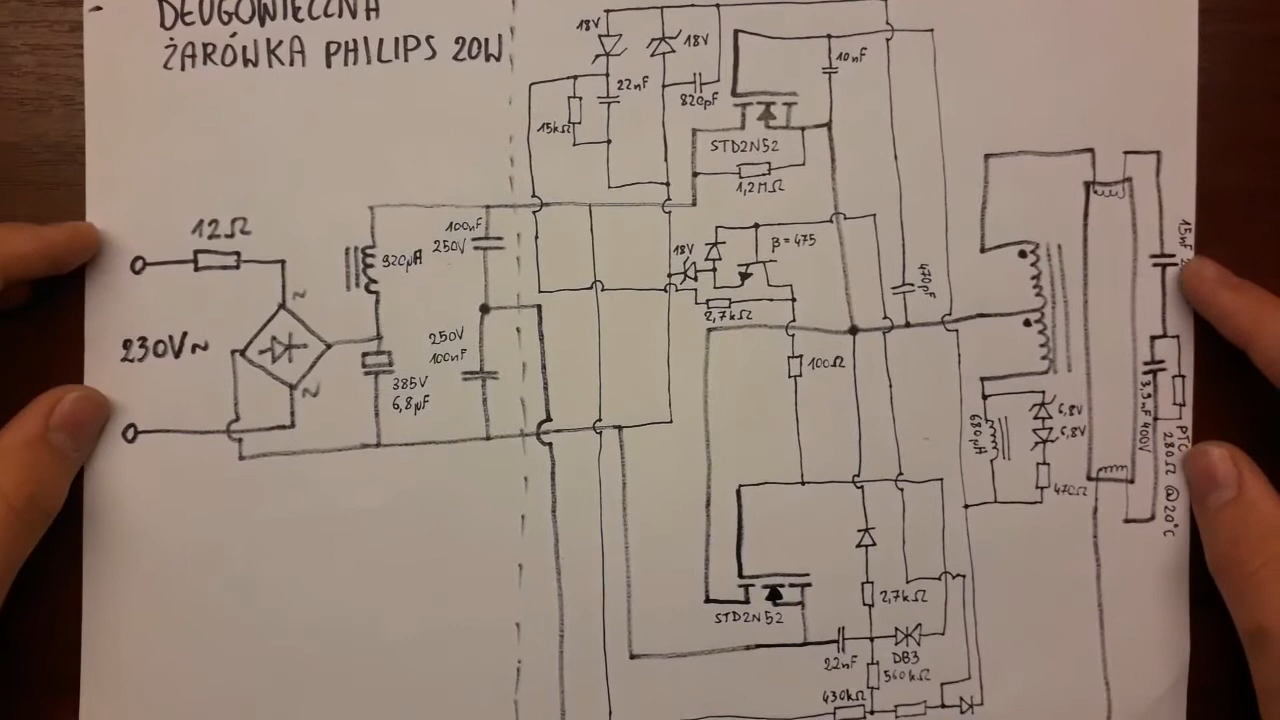 DŁUGOWIECZNA
ŻARÓWKA PHILIPS 20W
12Ω
230V~
~
~
385V
6,8µF
100nF
250V
250V
100nF
18V
18V
22nF
15kΩ
820pF
10nF
STD2N52
1,2MΩ
18V
β=475
2,7kΩ
470pF
100Ω
STD2N52
2,7kΩ
22nF
DB3
560kΩ
430kΩ
680µH
6,8V
6,8V
470Ω
15nF
3,9nF 400V
PTC
280Ω @20°C